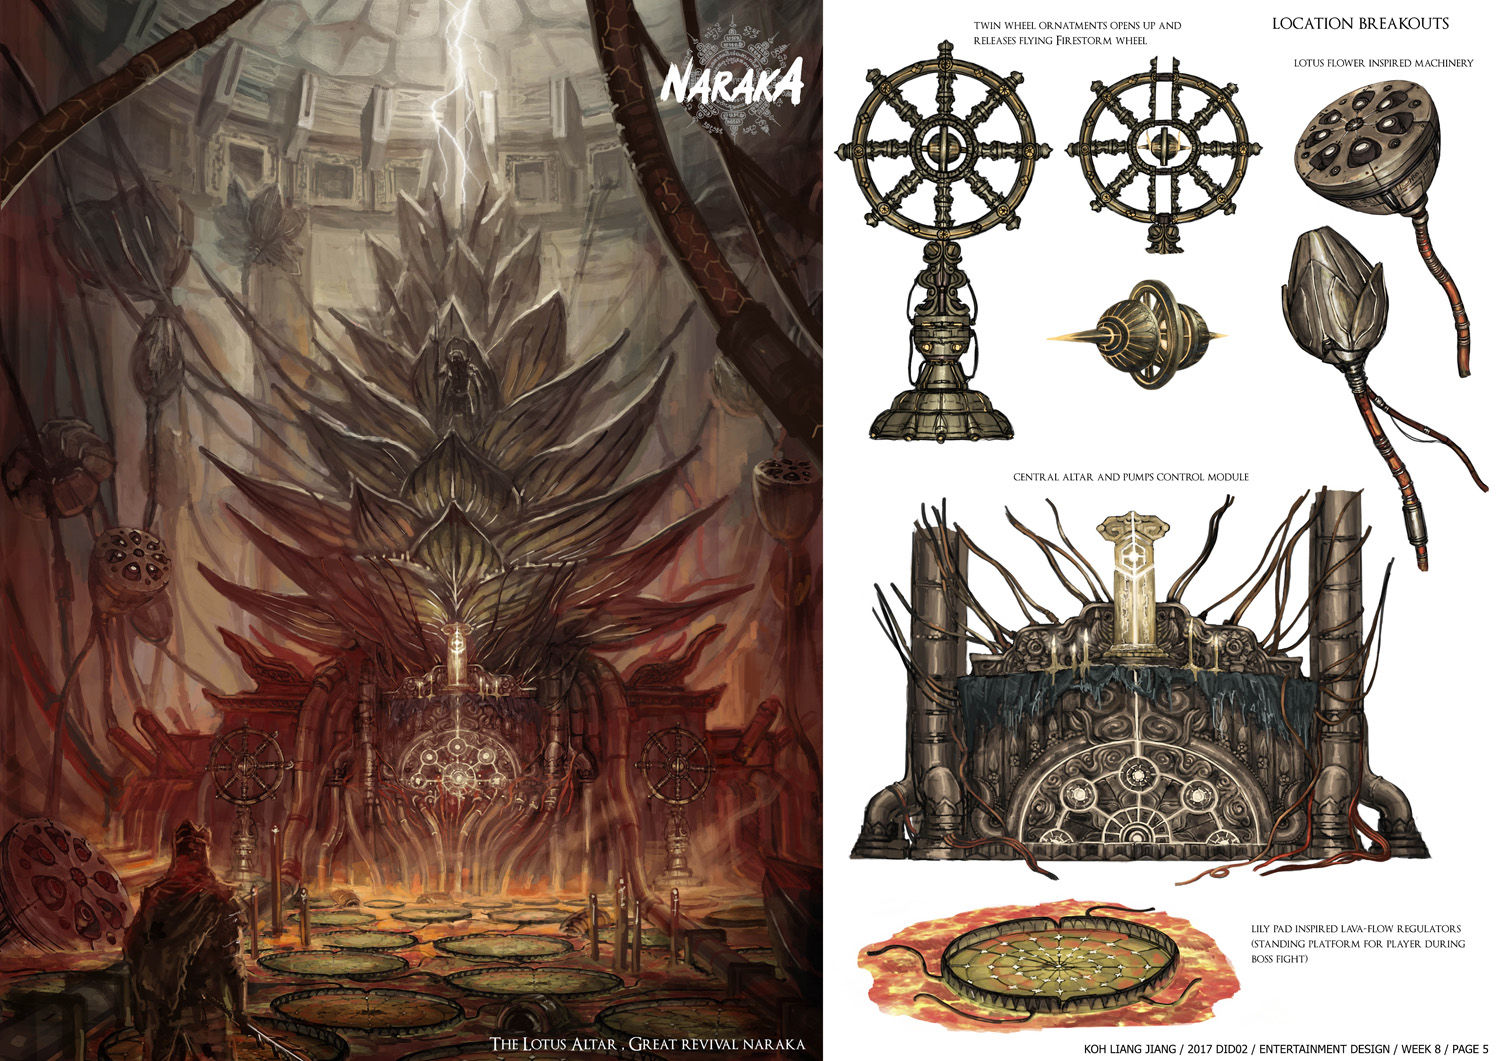 NARAKA
THE LOTUS ALTAR , GREAT REVIVAL NARAKA
LOCATION BREAKOUTS
TWIN WHEEL ORNATMENTS OPENS UP AND
RELEASES FLYING FIRESTORM WHEEL
LOTUS FLOWER INSPIRED MACHINERY
CENTRAL ALTAR AND PUMPS CONTROL MODULE
LILY PAD INSPIRED LAVA-FLOW REGULATORS
(STANDING PLATFORM FOR PLAYER DURING
BOSS FIGHT)
KOH LIANG JIANG / 2017 DID02 / ENTERTAINMENT DESIGN / WEEK 8 / PAGE 5